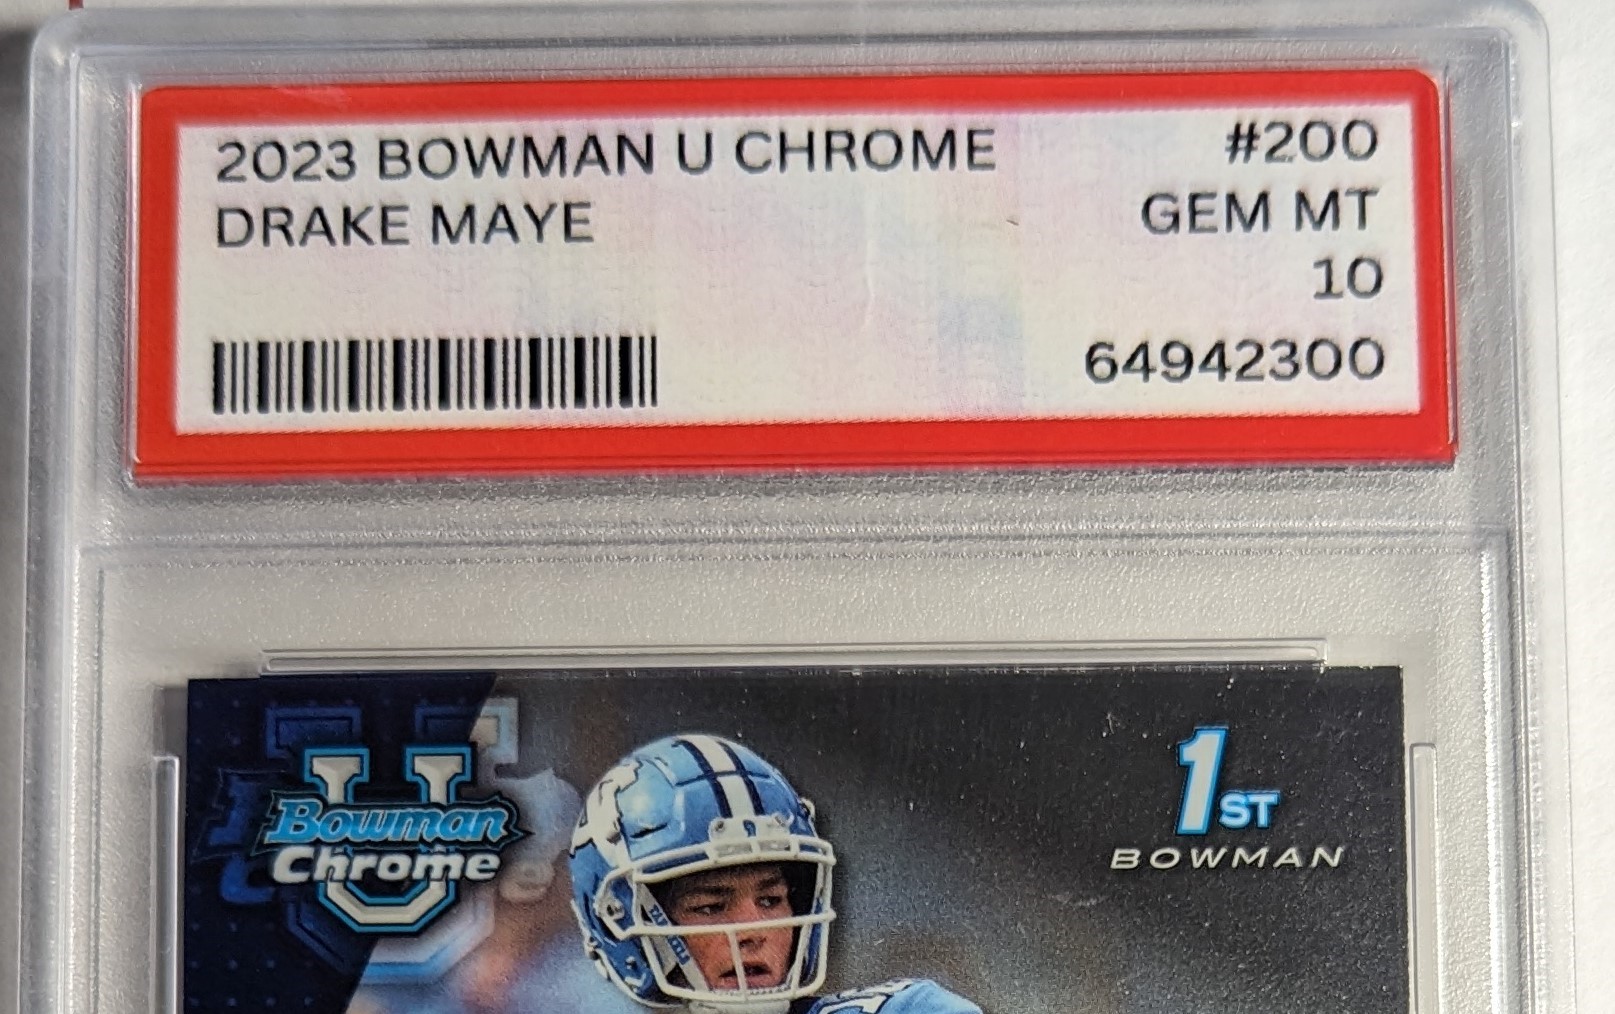 2023 BOWMAN U CHROME #200
DRAKE MAYE GEM MT
10
64942300
U
Bowman
Chrome
1ST
BOWMAN